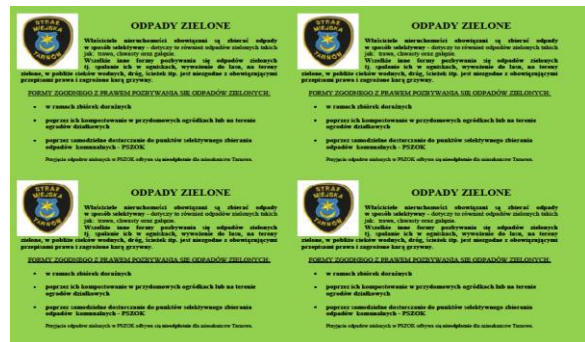 STRAŻ
MIEJSKA
TARNÓW
ODPADY ZIELONE
Właściciele nieruchomości obowiązani są zbierać odpady
w sposób selektywny - dotyczy to również odpadów zielonych takich
jak: trawa, chwasty oraz gałęzie.
Wszelkie inne formy pozbywania się odpadów zielonych
tj. spalanie ich w ogniskach, wywożenie do lasu, na tereny
zielone, w pobliże cieków wodnych, dróg, ścieżek itp. jest niezgodne z obowiązującymi
przepisami prawa i zagrożone karą grzywny.
FORMY ZGODNEGO Z PRAWEM POZBYWANIA SIĘ ODPADÓW ZIELONYCH:
• w ramach zbiórek doraźnych
• poprzez ich kompostowanie w przydomowych ogródkach lub na terenie
ogrodów działkowych
• poprzez samodzielne dostarczanie do punktów selektywnego zbierania
odpadów komunalnych - PSZOK
Przyjęcie odpadów zielonych w PSZOK odbywa się nieodpłatnie dla mieszkańców Tarnowa.
STRAŻ
MIEJSKA
TARNÓW
ODPADY ZIELONE
Właściciele nieruchomości obowiązani są zbierać odpady
w sposób selektywny - dotyczy to również odpadów zielonych takich
jak: trawa, chwasty oraz gałęzie.
Wszelkie inne formy pozbywania się odpadów zielonych
tj. spalanie ich w ogniskach, wywożenie do lasu, na tereny
zielone, w pobliże cieków wodnych, dróg, ścieżek itp. jest niezgodne z obowiązującymi
przepisami prawa i zagrożone karą grzywny.
FORMY ZGODNEGO Z PRAWEM POZBYWANIA SIĘ ODPADÓW ZIELONYCH:
• w ramach zbiórek doraźnych
• poprzez ich kompostowanie w przydomowych ogródkach lub na terenie
ogrodów działkowych
• poprzez samodzielne dostarczanie do punktów selektywnego zbierania
odpadów komunalnych - PSZOK
Przyjęcie odpadów zielonych w PSZOK odbywa się nieodpłatnie dla mieszkańców Tarnowa.
STRAŻ
MIEJSKA
TARNÓW
ODPADY ZIELONE
Właściciele nieruchomości obowiązani są zbierać odpady
w sposób selektywny - dotyczy to również odpadów zielonych takich
jak: trawa, chwasty oraz gałęzie.
Wszelkie inne formy pozbywania się odpadów zielonych
tj. spalanie ich w ogniskach, wywożenie do lasu, na tereny
zielone, w pobliże cieków wodnych, dróg, ścieżek itp. jest niezgodne z obowiązującymi
przepisami prawa i zagrożone karą grzywny.
FORMY ZGODNEGO Z PRAWEM POZBYWANIA SIĘ ODPADÓW ZIELONYCH:
• w ramach zbiórek doraźnych
• poprzez ich kompostowanie w przydomowych ogródkach lub na terenie
ogrodów działkowych
• poprzez samodzielne dostarczanie do punktów selektywnego zbierania
odpadów komunalnych - PSZOK
Przyjęcie odpadów zielonych w PSZOK odbywa się nieodpłatnie dla mieszkańców Tarnowa.
STRAŻ
MIEJSKA
TARNÓW
ODPADY ZIELONE
Właściciele nieruchomości obowiązani są zbierać odpady
w sposób selektywny - dotyczy to również odpadów zielonych takich
jak: trawa, chwasty oraz gałęzie.
Wszelkie inne formy pozbywania się odpadów zielonych
tj. spalanie ich w ogniskach, wywożenie do lasu, na tereny
zielone, w pobliże cieków wodnych, dróg, ścieżek itp. jest niezgodne z obowiązującymi
przepisami prawa i zagrożone karą grzywny.
FORMY ZGODNEGO Z PRAWEM POZBYWANIA SIĘ ODPADÓW ZIELONYCH:
• w ramach zbiórek doraźnych
• poprzez ich kompostowanie w przydomowych ogródkach lub na terenie
ogrodów działkowych
• poprzez samodzielne dostarczanie do punktów selektywnego zbierania
odpadów komunalnych - PSZOK
Przyjęcie odpadów zielonych w PSZOK odbywa się nieodpłatnie dla mieszkańców Tarnowa.